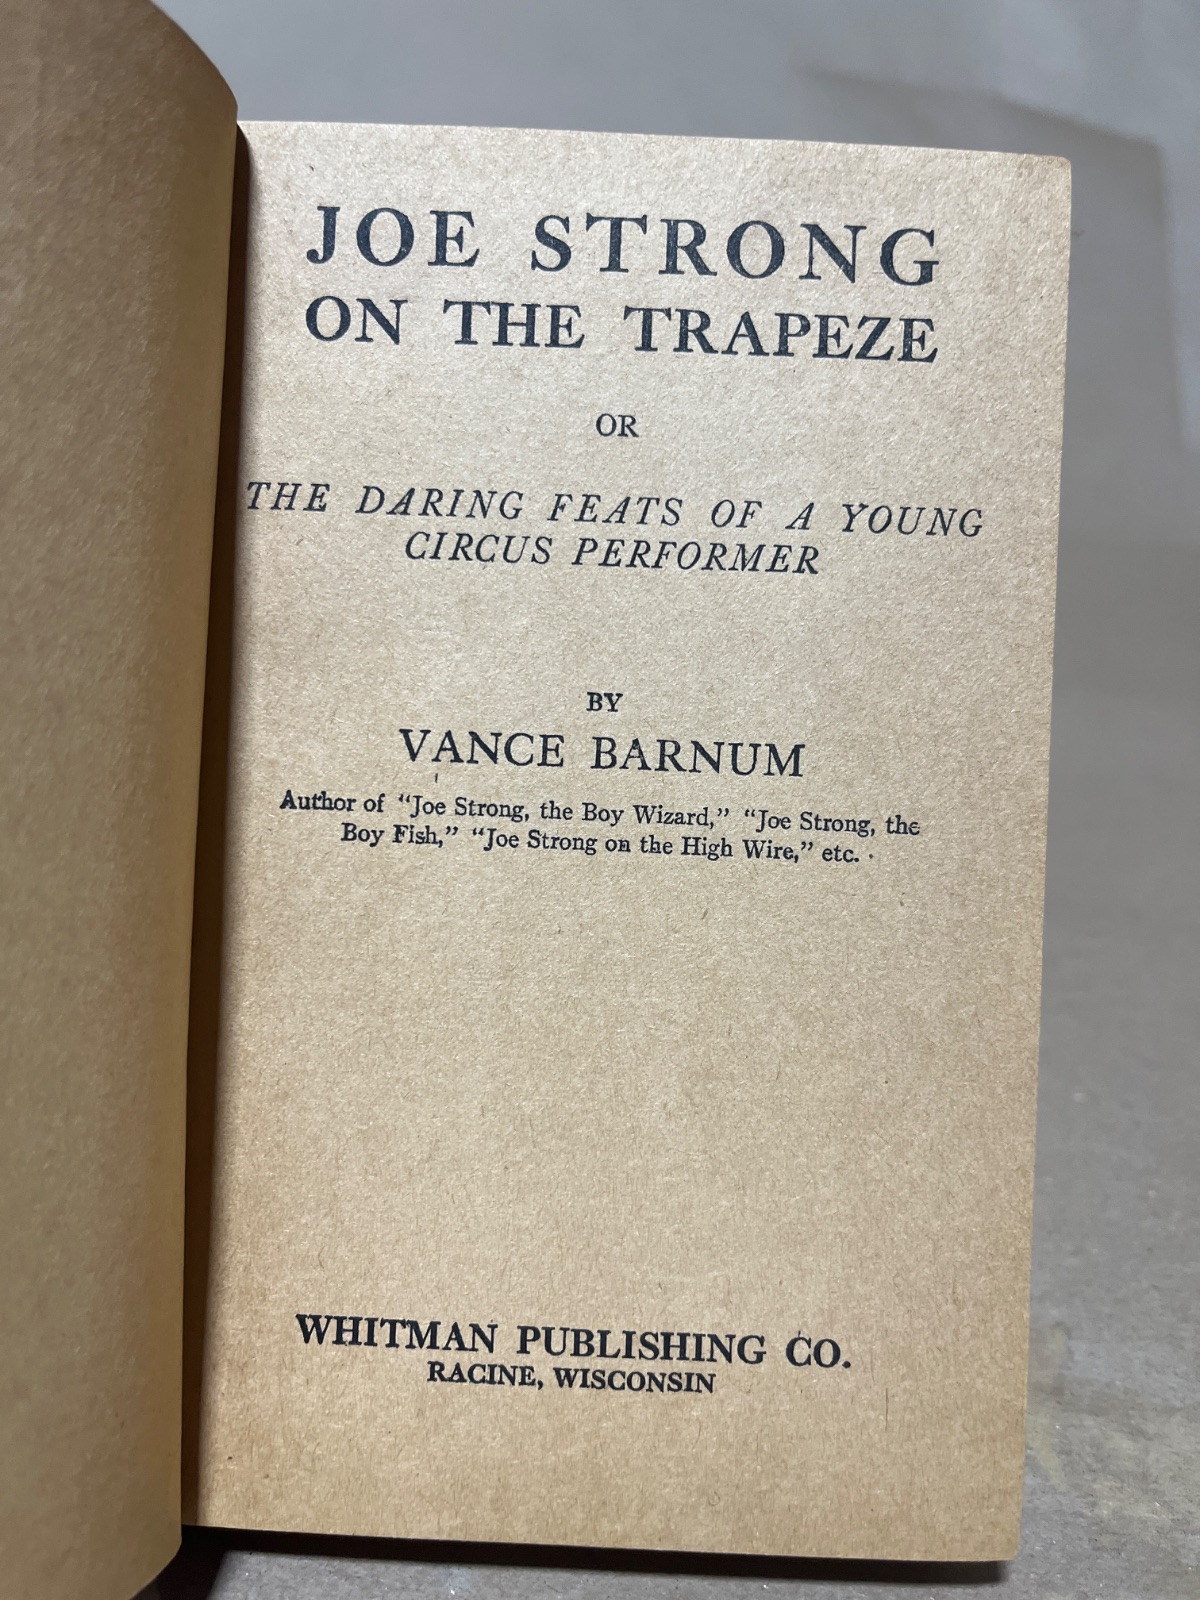 JOE STRONG
ON THE TRAPEZE
OR
THE DARING FEATS OF A YOUNG
CIRCUS PERFORMER
BY
VANCE BARNUM
Author of "Joe Strong, the Boy Wizard," "Joe Strong, the
Boy Fish," "Joe Strong on the High Wire," etc.
WHITMAN PUBLISHING CO.
RACINE, WISCONSIN